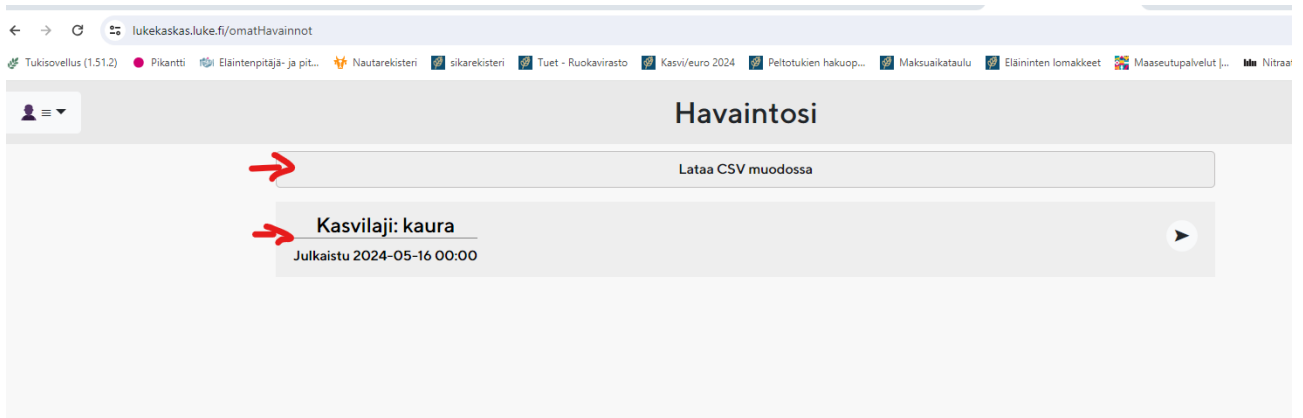 lukekaskas.luke.fi/omatHavainnot
Tukisovellus (1.51.2) Pikantti Eläintenpitäjä- ja pit... Nautarekisteri sikarekisteri Tuet - Ruokavirasto Kasvi/euro 2024 Peltotukien hakuop... Maksuaikataulu Eläininten lomakkeet Maaseutupalvelut |... Nitraat
Havaintosi
Lataa CSV muodossa
Kasvilaji: kaura
Julkaistu 2024-05-16 00:00